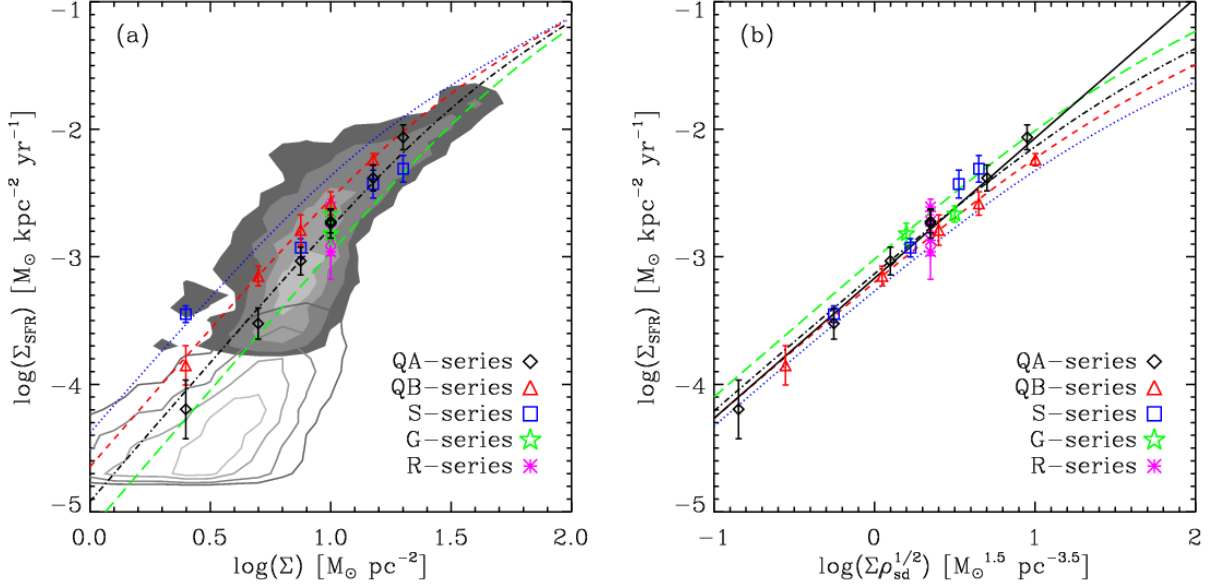 (a)
-1
-2
-3
-4
-5
log(Σ_SFR) [M_⊙ kpc^-2 yr^-1]
QA-series
QB-series
S-series
G-series
R-series
0.0 0.5 1.0 1.5 2.0
log(Σ) [M_⊙ pc^-2]
(b)
-1
-2
-3
-4
-5
log(Σ_SFR) [M_⊙ kpc^-2 yr^-1]
QA-series
QB-series
S-series
G-series
R-series
-1 0 1 2
log(Σρ_sd^1/2) [M_⊙^1.5 pc^-3.5]